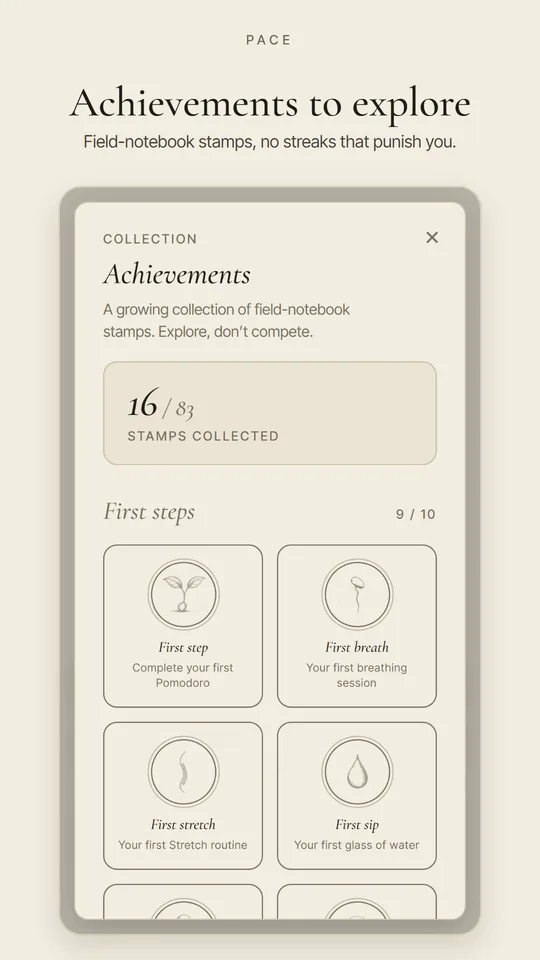 PACE
Achievements to explore
Field-notebook stamps, no streaks that punish you.
COLLECTION
Achievements
A growing collection of field-notebook
stamps. Explore, don't compete.
16 / 83
STAMPS COLLECTED
First steps
9 / 10
First step
Complete your first
Pomodoro
First breath
Your first breathing
session
First stretch
Your first Stretch routine
First sip
Your first glass of water